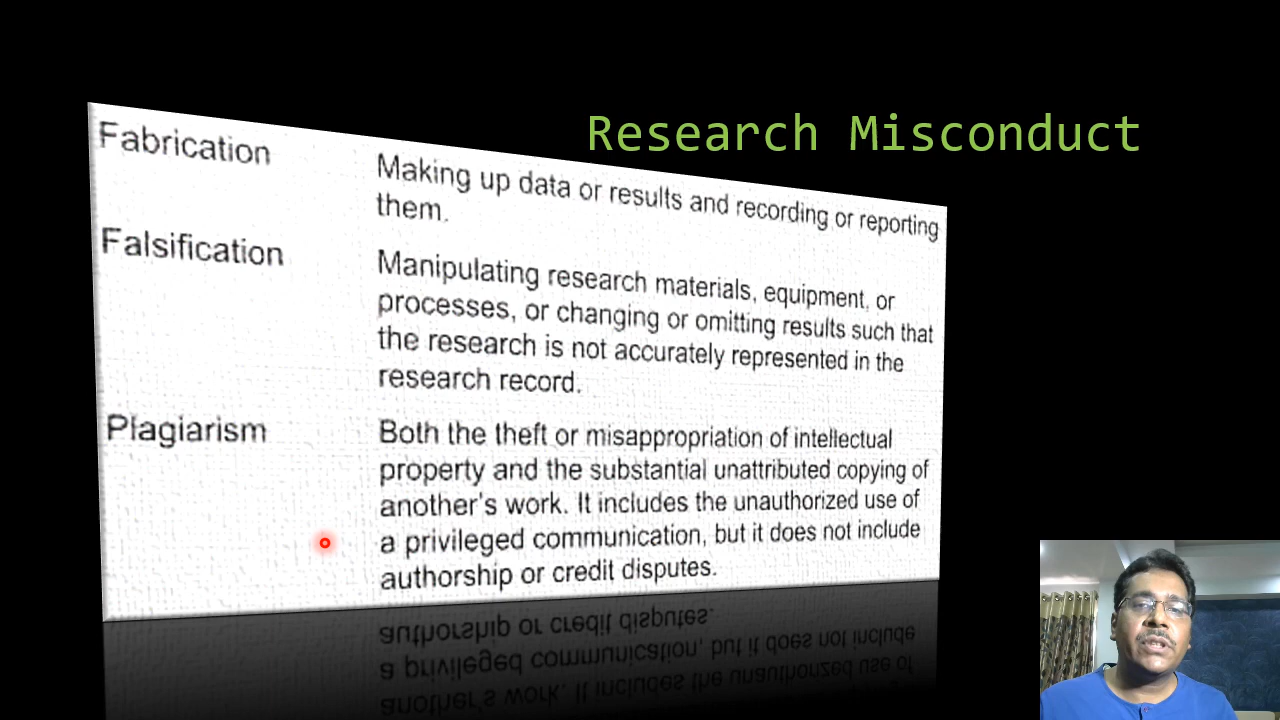 Research Misconduct
Fabrication
Making up data or results and recording or reporting
them.
Falsification
Manipulating research materials, equipment, or
processes, or changing or omitting results such that
the research is not accurately represented in the
research record.
Plagiarism
Both the theft or misappropriation of intellectual
property and the substantial unattributed copying of
another's work. It includes the unauthorized use of
a privileged communication, but it does not include
authorship or credit disputes.